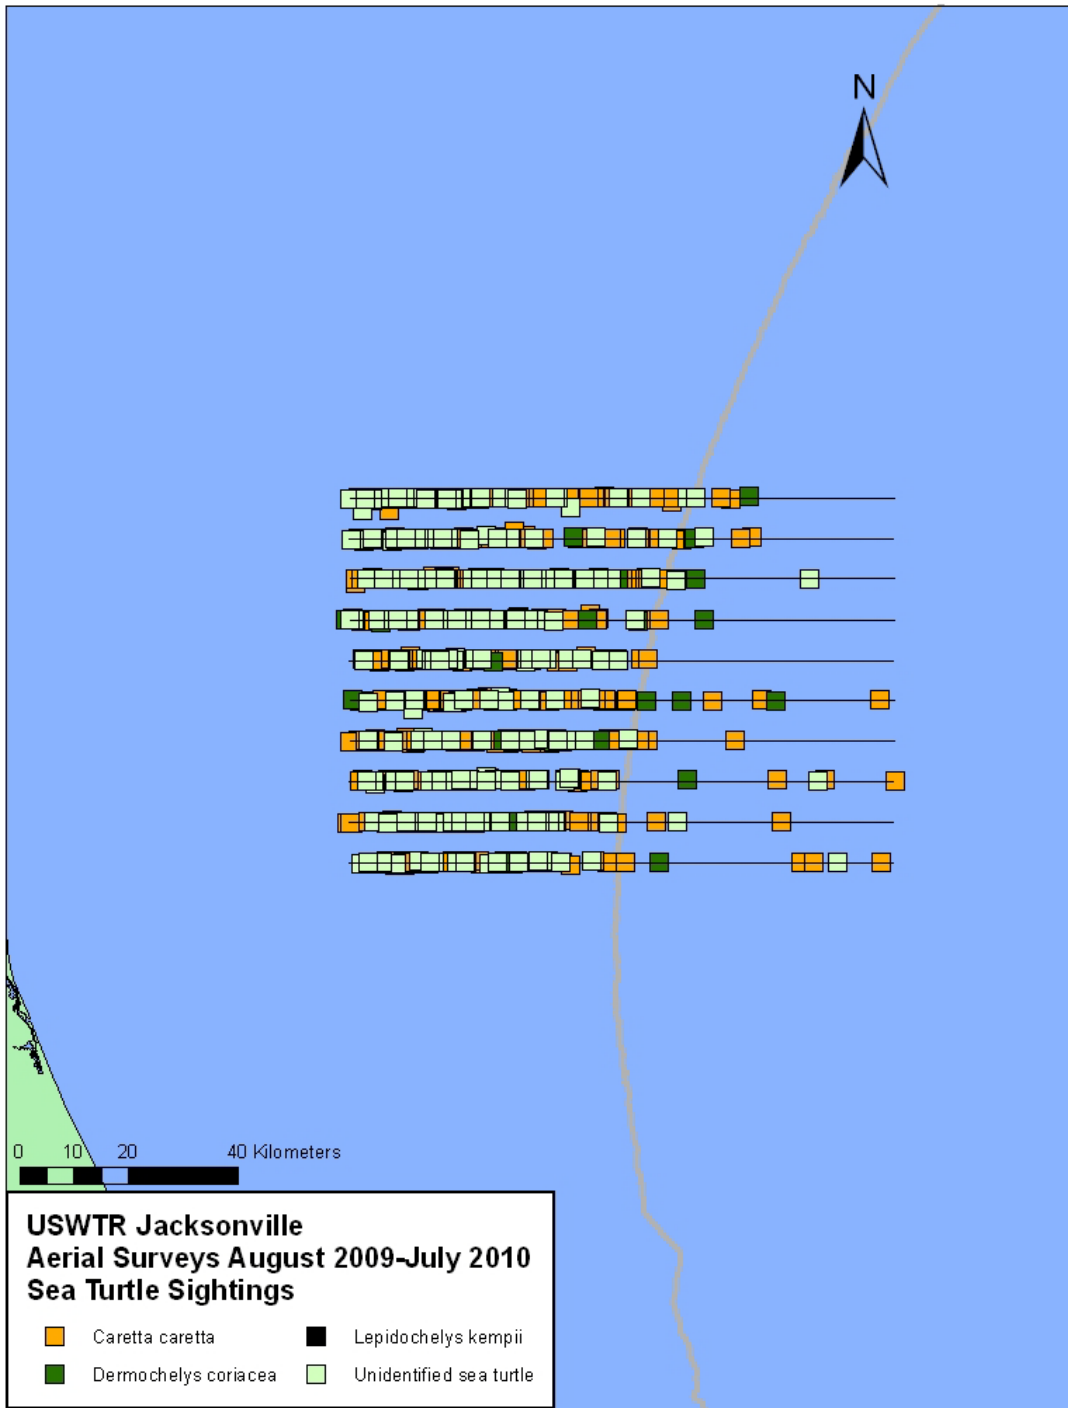 N
0 10 20 40 Kilometers
USWTR Jacksonville
Aerial Surveys August 2009-July 2010
Sea Turtle Sightings
Caretta caretta
Lepidochelys kempii
Dermochelys coriacea
Unidentified sea turtle